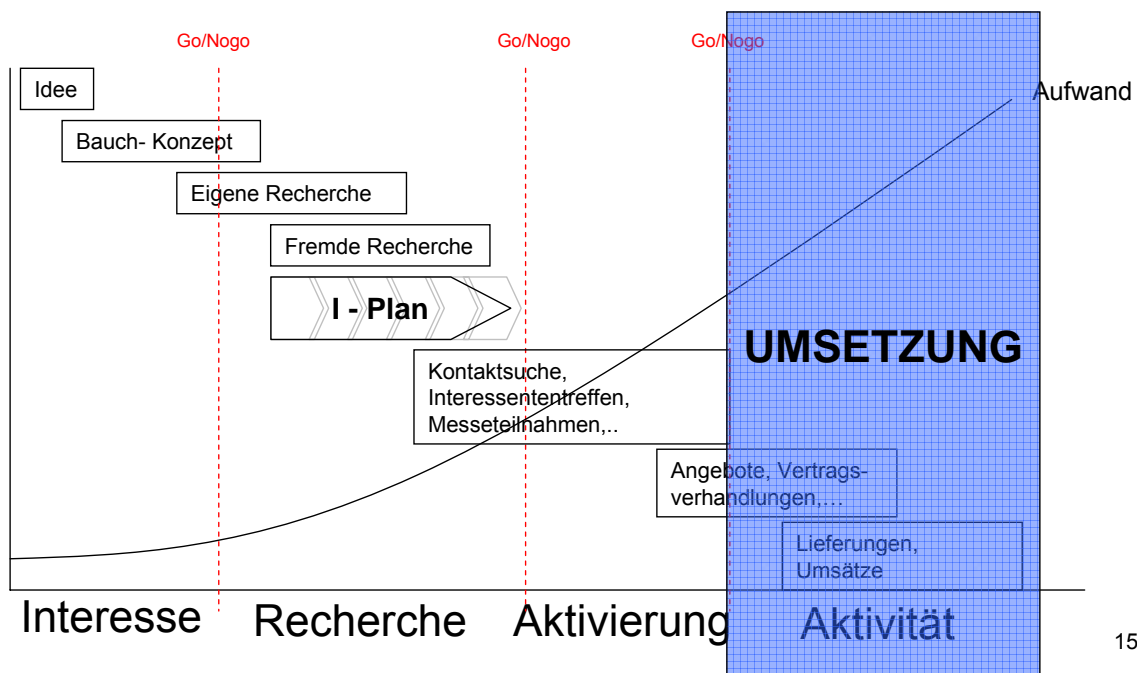 Go/Nogo
Go/Nogo
Go/Nogo
Idee
Aufwand
Bauch- Konzept
Eigene Recherche
Fremde Recherche
I - Plan
UMSETZUNG
Kontaktsuche,
Interessententreffen,
Messeteilnahmen,..
Angebote, Vertrags-
verhandlungen,…
Lieferungen,
Umsätze
Interesse
Recherche
Aktivierung
Aktivität
15